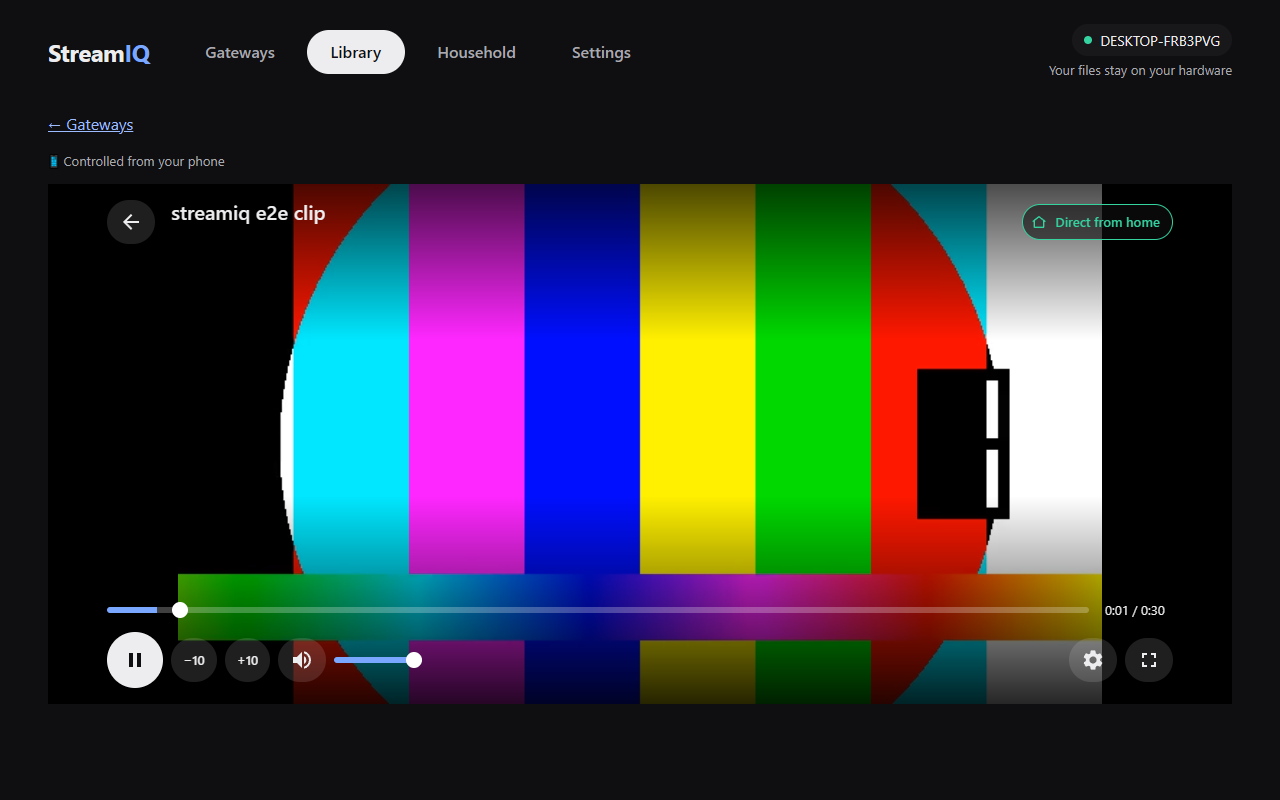 StreamIQ
Gateways
Library
Household
Settings
DESKTOP-FRB3PVG
Your files stay on your hardware
← Gateways
Controlled from your phone
streamiq e2e clip
Direct from home
0:01 / 0:30
−10
+10